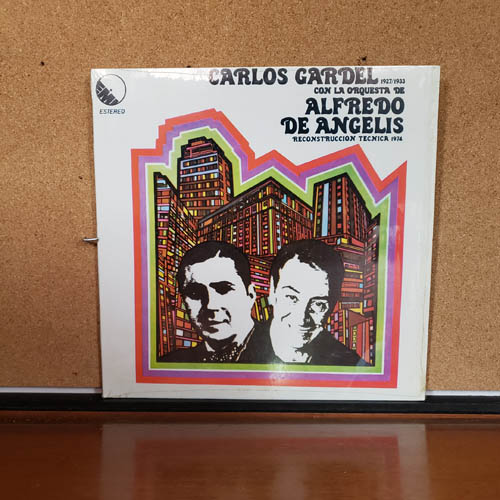 EMI
ESTEREO
CARLOS GARDEL 1927/1933
CON LA ORQUESTA DE
ALFREDO
DE ANGELIS
RECONSTRUCCION TECNICA 1974